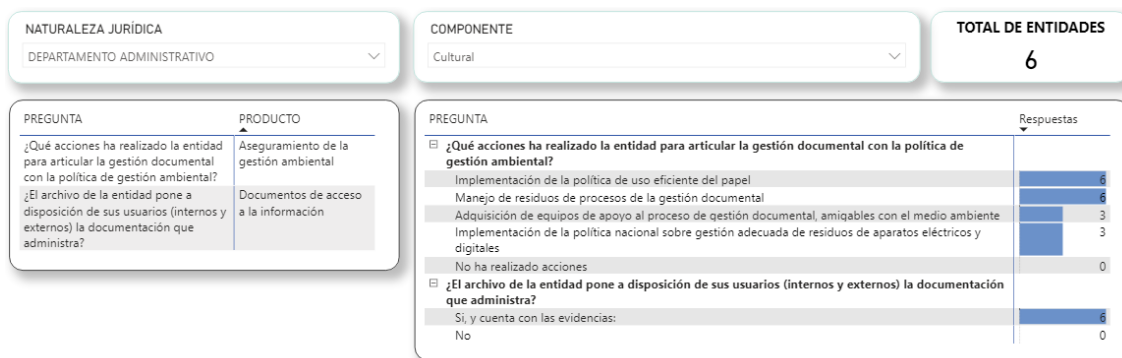 NATURALEZA JURÍDICA
DEPARTAMENTO ADMINISTRATIVO
COMPONENTE
Cultural
TOTAL DE ENTIDADES
6
PREGUNTA PRODUCTO
¿Qué acciones ha realizado la entidad Aseguramiento de la
para articular la gestión documental gestión ambiental
con la política de gestión ambiental?
¿El archivo de la entidad pone a Documentos de acceso
disposición de sus usuarios (internos y a la información
externos) la documentación que
administra?
PREGUNTA Respuestas
¿Qué acciones ha realizado la entidad para articular la gestión documental con la política de
gestión ambiental?
Implementación de la política de uso eficiente del papel 6
Manejo de residuos de procesos de la gestión documental 6
Adquisición de equipos de apoyo al proceso de gestión documental, amigables con el medio ambiente 3
Implementación de la política nacional sobre gestión adecuada de residuos de aparatos eléctricos y 3
digitales
No ha realizado acciones 0
¿El archivo de la entidad pone a disposición de sus usuarios (internos y externos) la documentación
que administra?
Si, y cuenta con las evidencias: 6
No 0